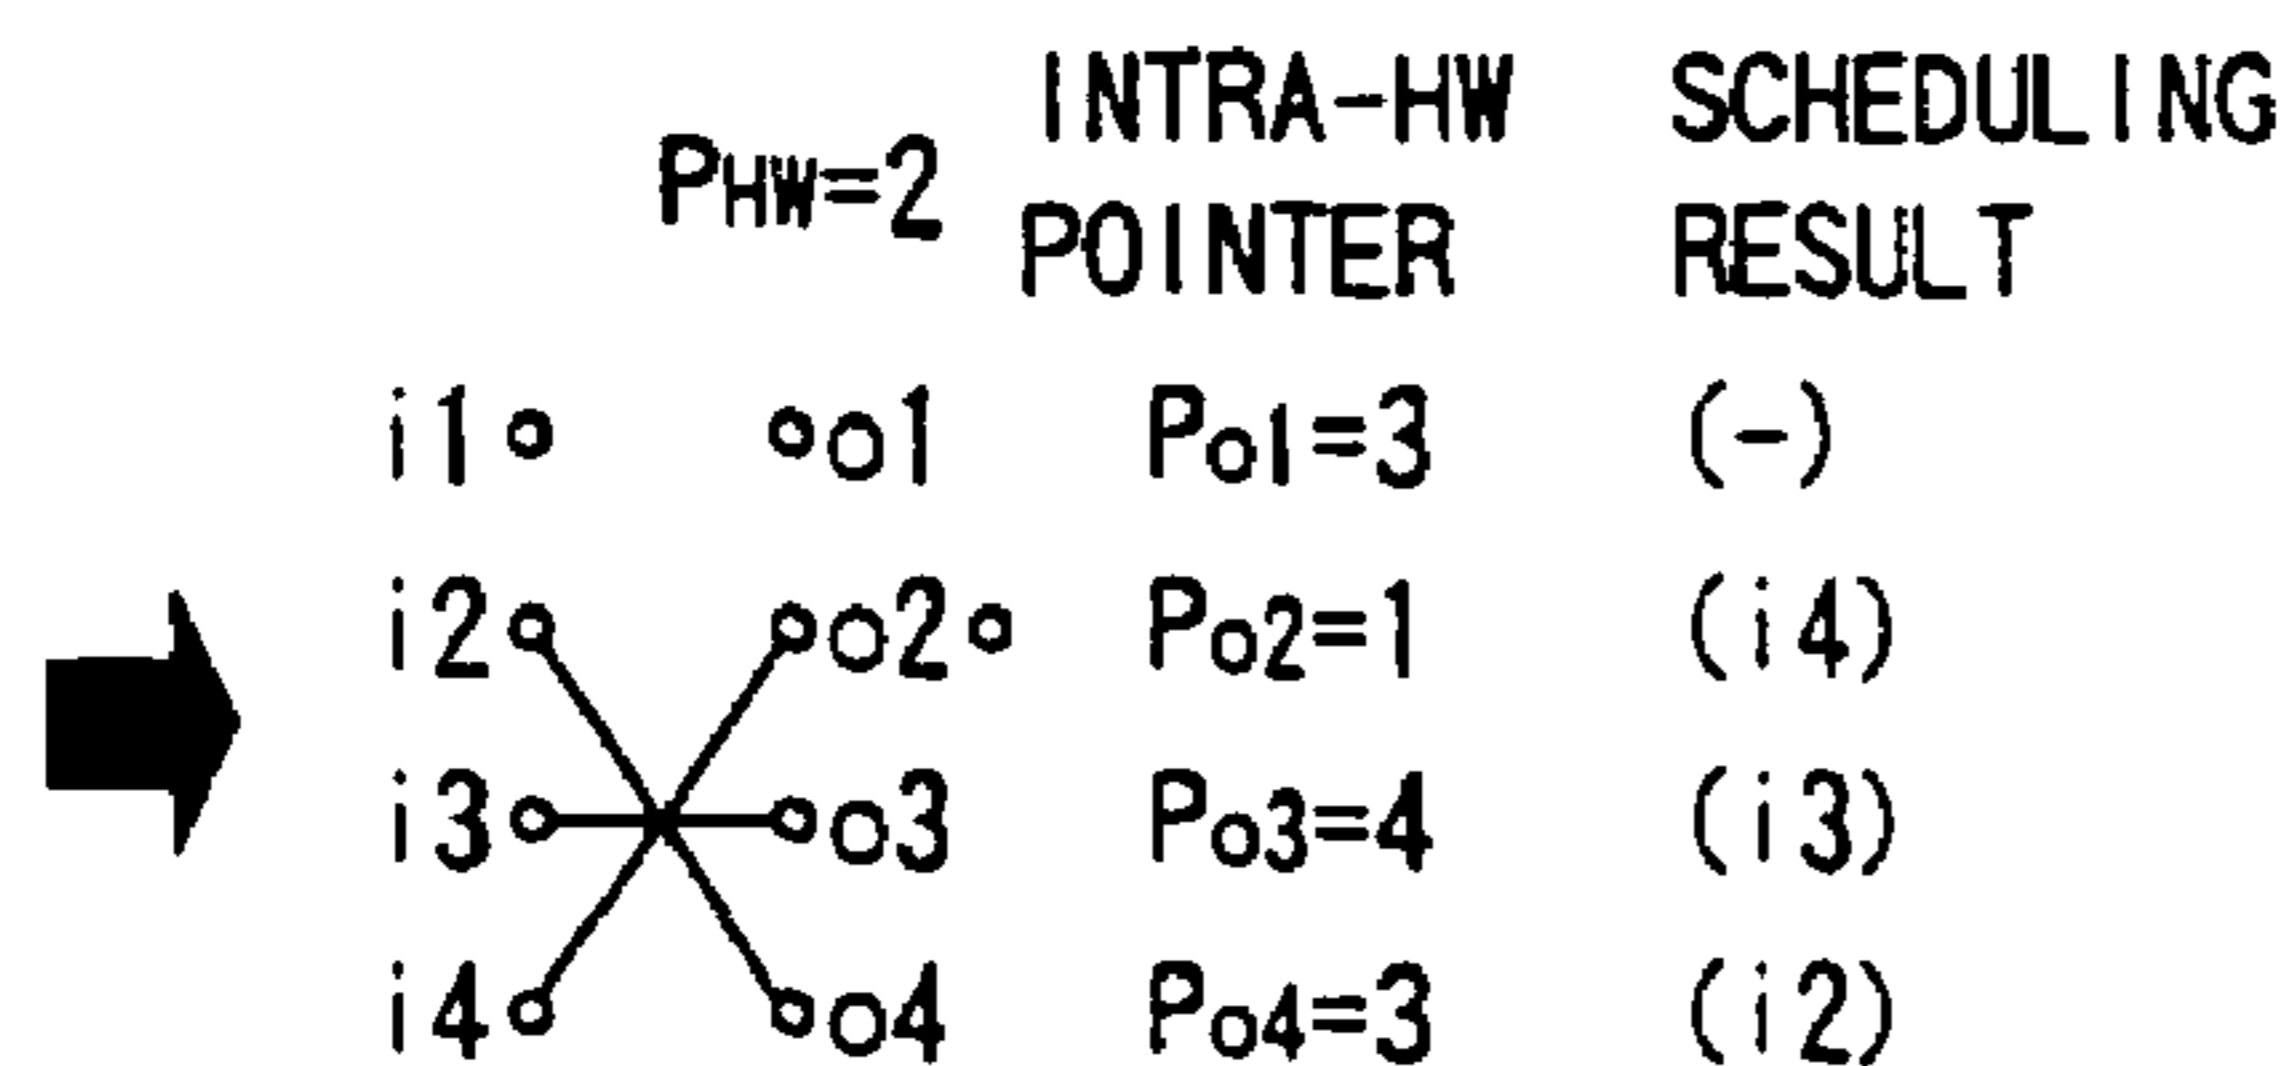 PHW=2 INTRA-HW POINTER SCHEDULING RESULT
i1 o1 Po1=3 (-)
i2 o2 Po2=1 (i4)
i3 o3 Po3=4 (i3)
i4 o4 Po4=3 (i2)